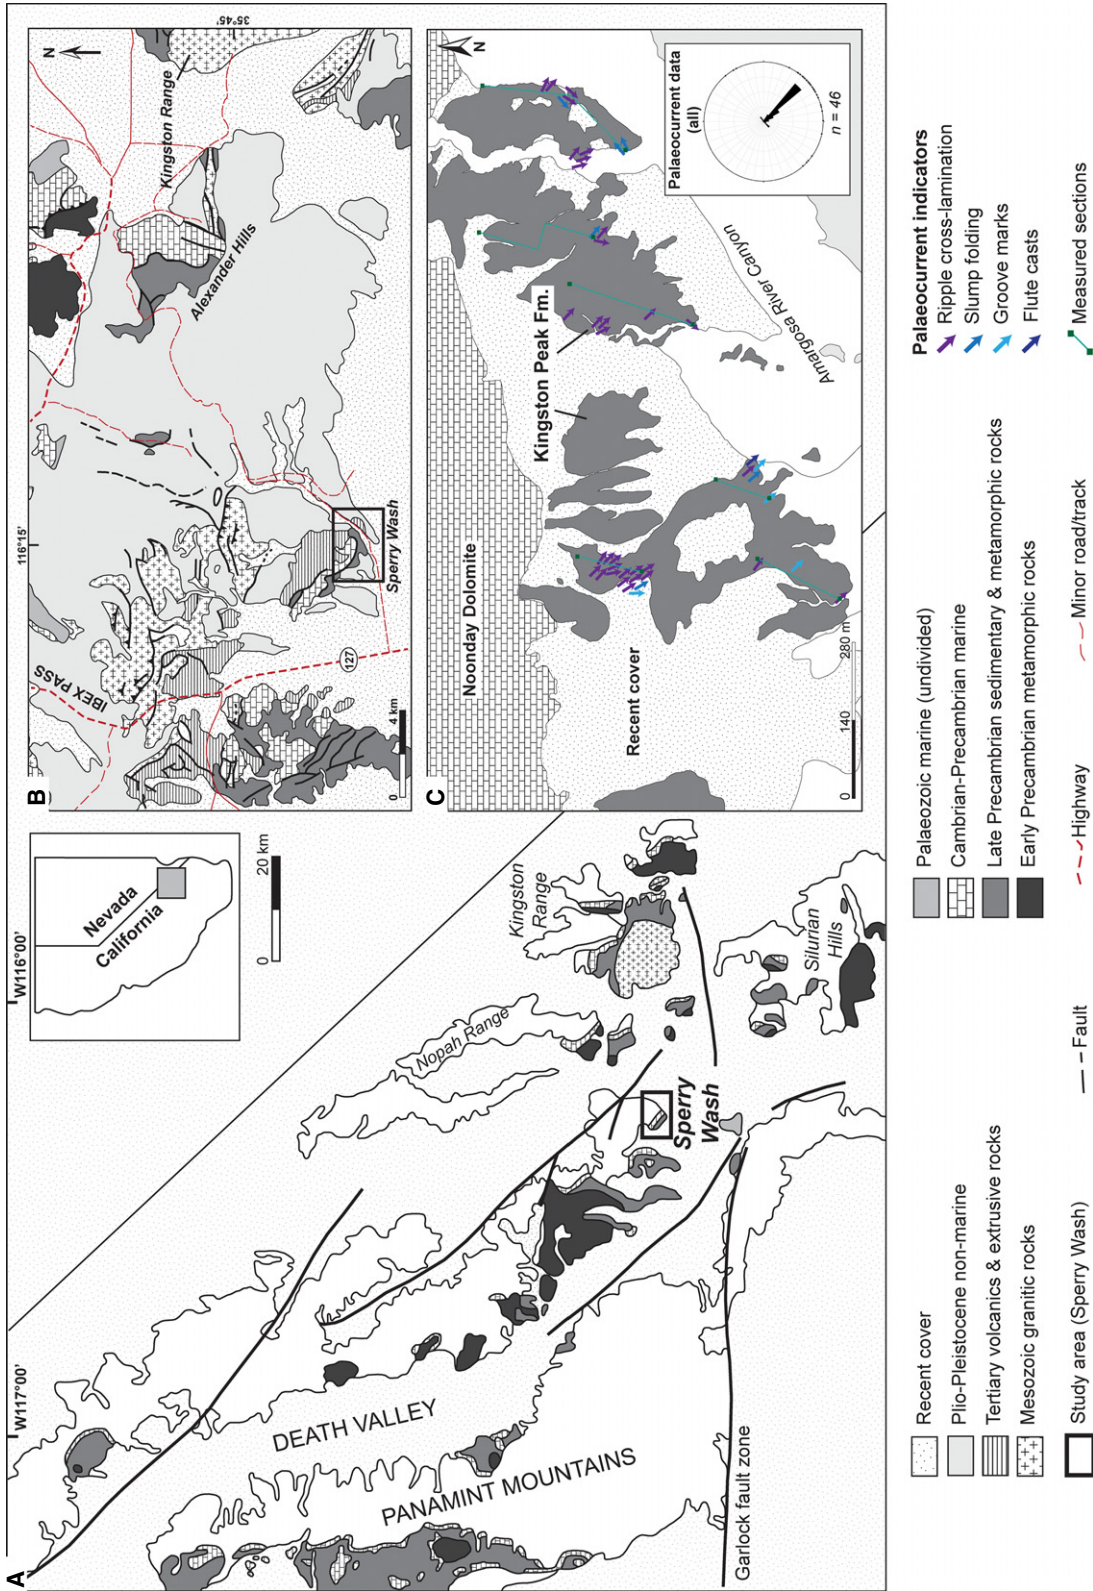 A
W117°00'
W116°00'
Nevada
California
0
20 km
Nopah Range
Kingston
Range
Silurian
Hills
Sperry
Wash
DEATH VALLEY
PANAMINT MOUNTAINS
Garlock fault zone
B
116°15'
35°45'
N
IBEX PASS
127
Kingston Range
Alexander Hills
Sperry Wash
0
4 km
C
N
Noonday Dolomite
Kingston Peak Fm.
Recent cover
Amargosa River Canyon
0
140
280 m
Palaeocurrent data
(all)
n = 46
Recent cover
Plio-Pleistocene non-marine
Tertiary volcanics & extrusive rocks
Mesozoic granitic rocks
Study area (Sperry Wash)
Palaeozoic marine (undivided)
Cambrian-Precambrian marine
Late Precambrian sedimentary & metamorphic rocks
Early Precambrian metamorphic rocks
Fault
Highway
Minor road/track
Palaeocurrent indicators
Ripple cross-lamination
Slump folding
Groove marks
Flute casts
Measured sections